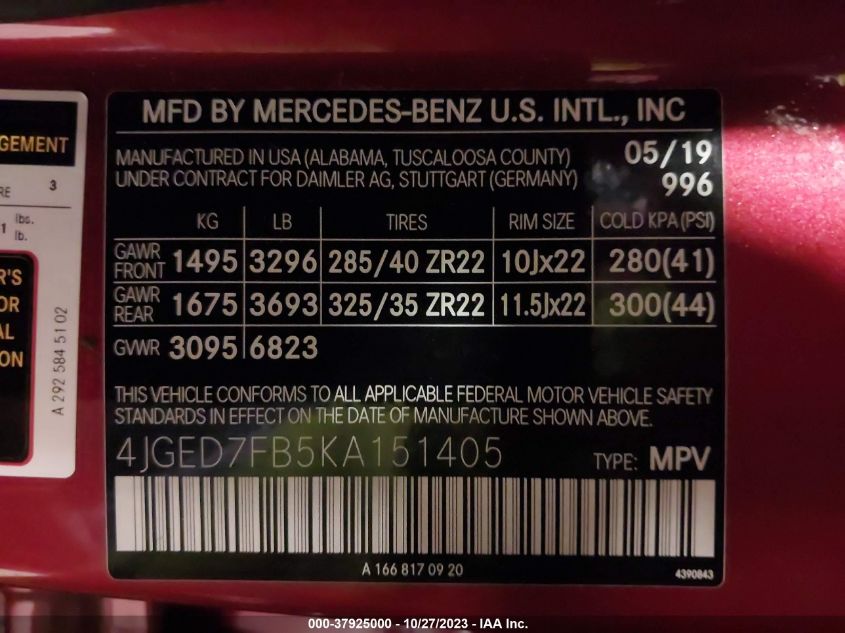 GEMENT
RE 3
1 lbs.
lb.
R'S
OR
AL
ION
A 292 584 51 02
MFD BY MERCEDES-BENZ U.S. INTL., INC
MANUFACTURED IN USA (ALABAMA, TUSCALOOSA COUNTY) 05/19
UNDER CONTRACT FOR DAIMLER AG, STUTTGART (GERMANY) 996
KG LB TIRES RIM SIZE COLD KPA (PSI)
GAWR FRONT 1495 3296 285/40 ZR22 10Jx22 280(41)
GAWR REAR 1675 3693 325/35 ZR22 11.5Jx22 300(44)
GVWR 3095 6823
THIS VEHICLE CONFORMS TO ALL APPLICABLE FEDERAL MOTOR VEHICLE SAFETY
STANDARDS IN EFFECT ON THE DATE OF MANUFACTURE SHOWN ABOVE.
4JGED7FB5KA151405 TYPE: MPV
A 166 817 09 20
4390843
000-37925000 - 10/27/2023 - IAA Inc.